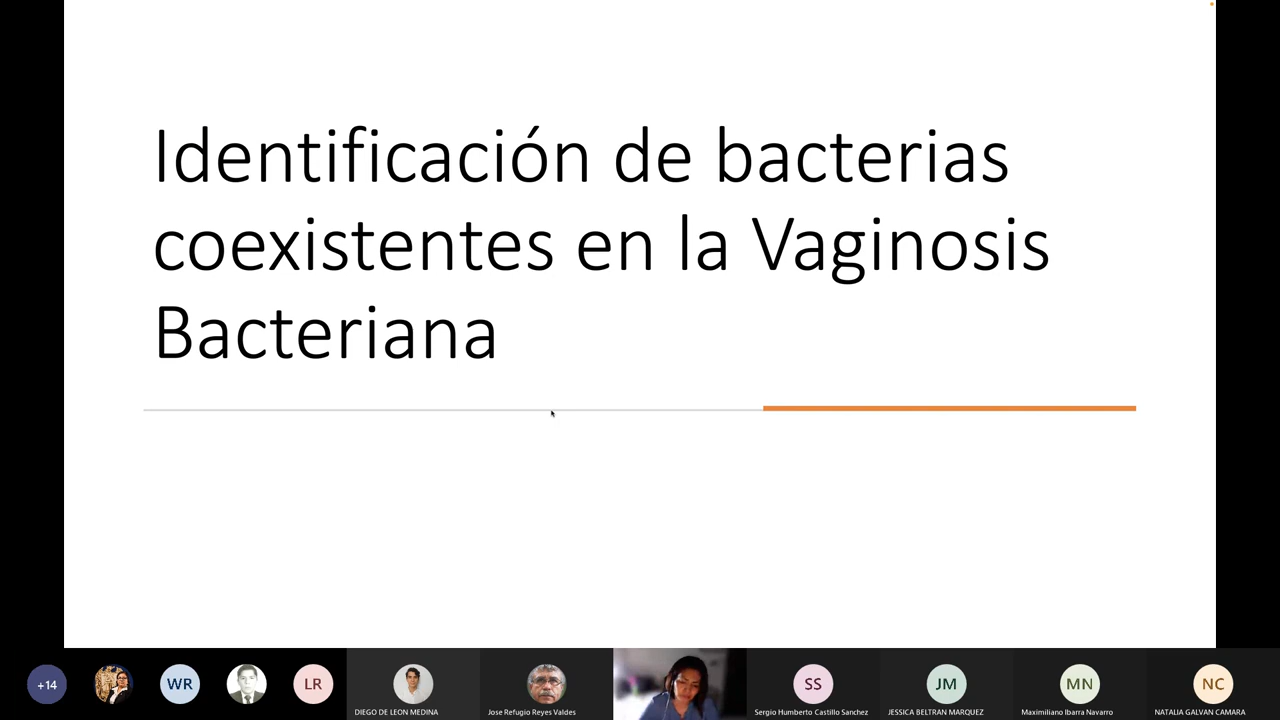 Identificación de bacterias
coexistentes en la Vaginosis
Bacteriana
+14
WR
LR
DIEGO DE LEON MEDINA
Jose Refugio Reyes Valdes
SS
Sergio Humberto Castillo Sanchez
JM
JESSICA BELTRAN MARQUEZ
MN
Maximiliano Ibarra Navarro
NC
NATALIA GALVAN CAMARA